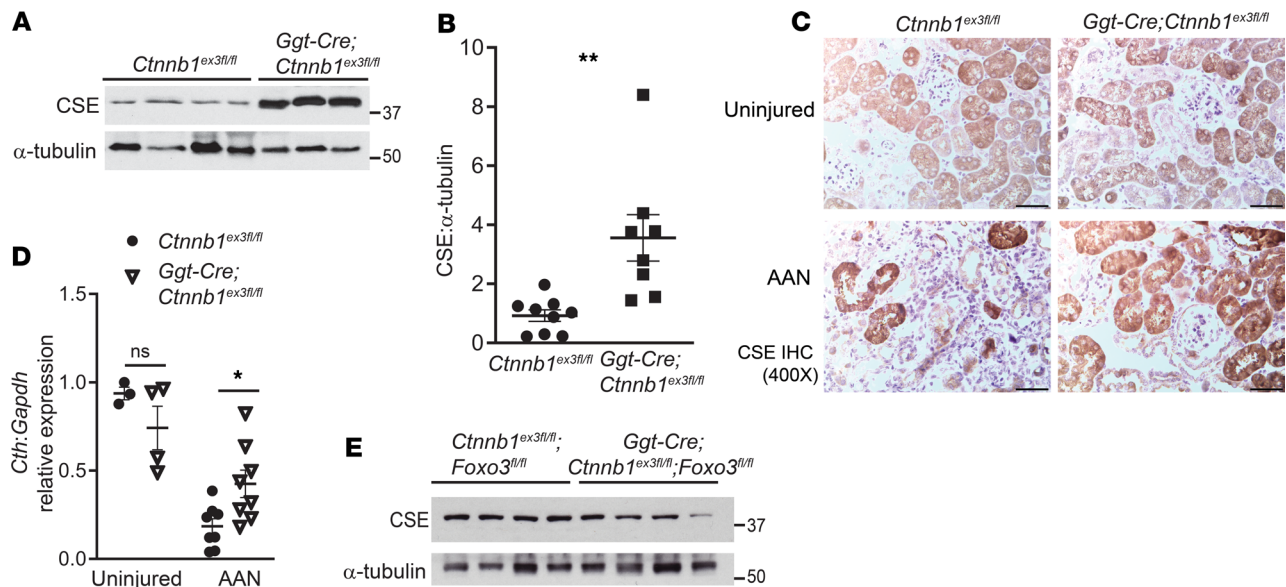 A
Ctnnb1ex3fl/fl
Ggt-Cre;
Ctnnb1ex3fl/fl
CSE
37
α-tubulin
50
B
**
CSE:α-tubulin
10
8
6
4
2
0
Ctnnb1ex3fl/fl
Ggt-Cre;
Ctnnb1ex3fl/fl
C
Ctnnb1ex3fl/fl
Ggt-Cre;Ctnnb1ex3fl/fl
Uninjured
AAN
CSE IHC
(400X)
D
Ctnnb1ex3fl/fl
Ggt-Cre;
Ctnnb1ex3fl/fl
Cth:Gapdh
relative expression
1.5
1.0
0.5
0.0
ns
*
Uninjured
AAN
E
Ctnnb1ex3fl/fl;
Foxo3fl/fl
Ggt-Cre;
Ctnnb1ex3fl/fl;Foxo3fl/fl
CSE
37
α-tubulin
50